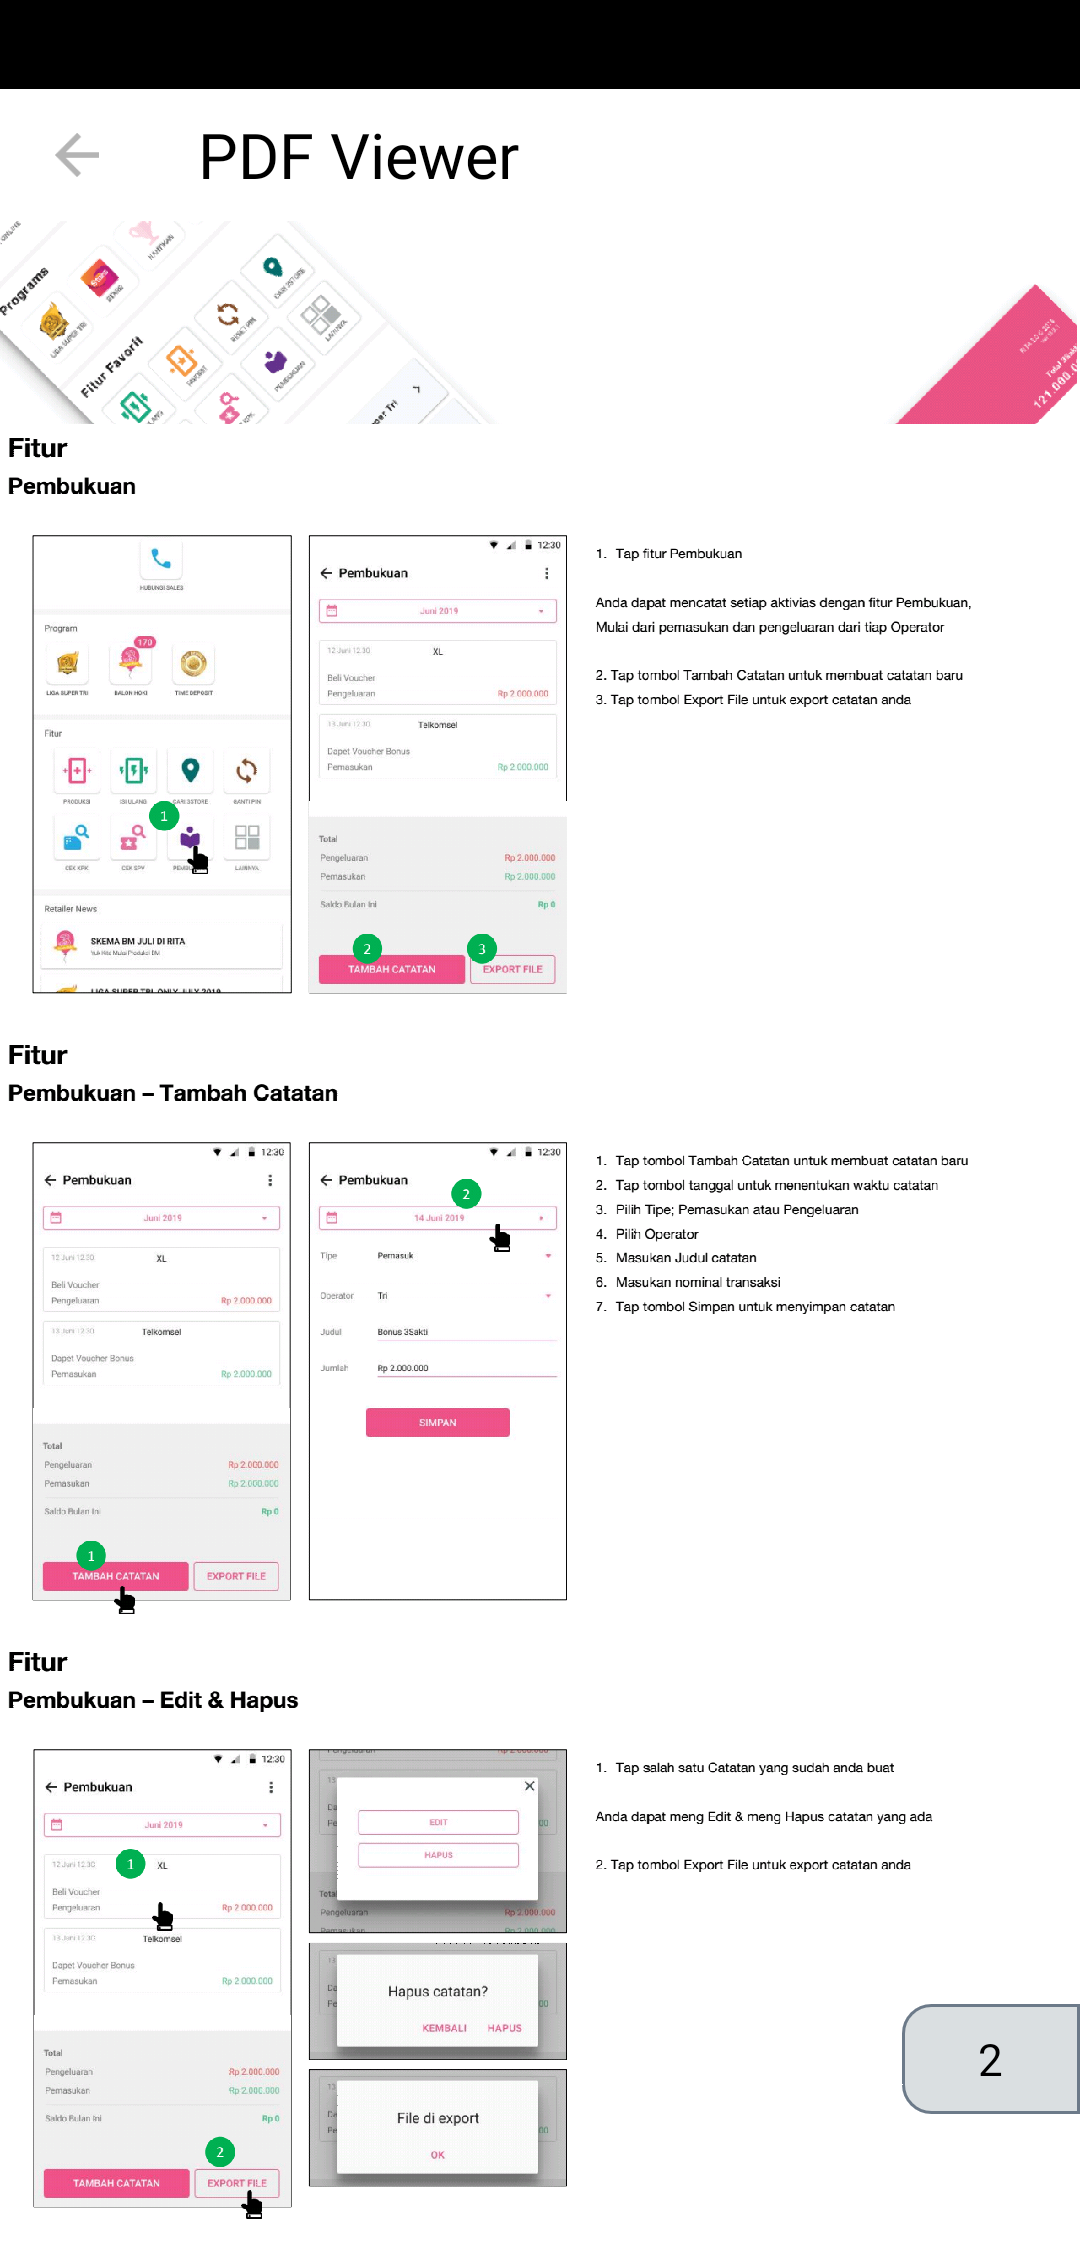 PDF Viewer
Programs
LIGA SUPER TRI
Fitur Favorit
LAINNYA
121.000.0
Fitur
Pembukuan
HUBUNGI SALES
Program
170
LIGA SUPER TRI
BALON HOKI
TIME DEPOSIT
Fitur
PRODUKSI
ISI ULANG
CARI 3STORE
GANTI PIN
1
CEK KPK
CEK SPV
LAINNYA
Retailer News
SKEMA BM JULI DI RITA
LIGA SUPER TRI ONLY JULY 2019
12:30
Pembukuan
Juni 2019
12 Juni 12.30
XL
Beli Voucher
Pengeluaran
Rp 2.000.000
13 Juni 12.30
Telkomsel
Dapet Voucher Bonus
Pemasukan
Rp 2.000.000
Total
Pengeluaran
Rp 2.000.000
Pemasukan
Rp 2.000.000
Saldo Bulan Ini
Rp 0
2
3
TAMBAH CATATAN
EXPORT FILE
1. Tap fitur Pembukuan
Anda dapat mencatat setiap aktivias dengan fitur Pembukuan,
Mulai dari pemasukan dan pengeluaran dari tiap Operator
2. Tap tombol Tambah Catatan untuk membuat catatan baru
3. Tap tombol Export File untuk export catatan anda
Fitur
Pembukuan – Tambah Catatan
12:30
Pembukuan
Juni 2019
12 Juni 12.30
XL
Beli Voucher
Pengeluaran
Rp 2.000.000
13 Juni 12.30
Telkomsel
Dapet Voucher Bonus
Pemasukan
Rp 2.000.000
Total
Pengeluaran
Rp 2.000.000
Pemasukan
Rp 2.000.000
Saldo Bulan Ini
Rp 0
1
TAMBAH CATATAN
EXPORT FILE
12:30
Pembukuan
2
14 Juni 2019
Tipe
Pemasuk
Operator
Tri
Judul
Bonus 3Sakti
Jumlah
Rp 2.000.000
SIMPAN
1. Tap tombol Tambah Catatan untuk membuat catatan baru
2. Tap tombol tanggal untuk menentukan waktu catatan
3. Pilih Tipe; Pemasukan atau Pengeluaran
4. Pilih Operator
5. Masukan Judul catatan
6. Masukan nominal transaksi
7. Tap tombol Simpan untuk menyimpan catatan
Fitur
Pembukuan – Edit & Hapus
12:30
Pembukuan
Juni 2019
12 Juni 12.30
1
XL
Beli Voucher
Pengeluaran
Rp 2.000.000
13 Juni 12.30
Telkomsel
Dapet Voucher Bonus
Pemasukan
Rp 2.000.000
Total
Pengeluaran
Rp 2.000.000
Pemasukan
Rp 2.000.000
Saldo Bulan Ini
Rp 0
2
TAMBAH CATATAN
EXPORT FILE
EDIT
HAPUS
Total
Pengeluaran
Rp 2.000.000
Hapus catatan?
KEMBALI
HAPUS
File di export
OK
1. Tap salah satu Catatan yang sudah anda buat
Anda dapat meng Edit & meng Hapus catatan yang ada
2. Tap tombol Export File untuk export catatan anda
2